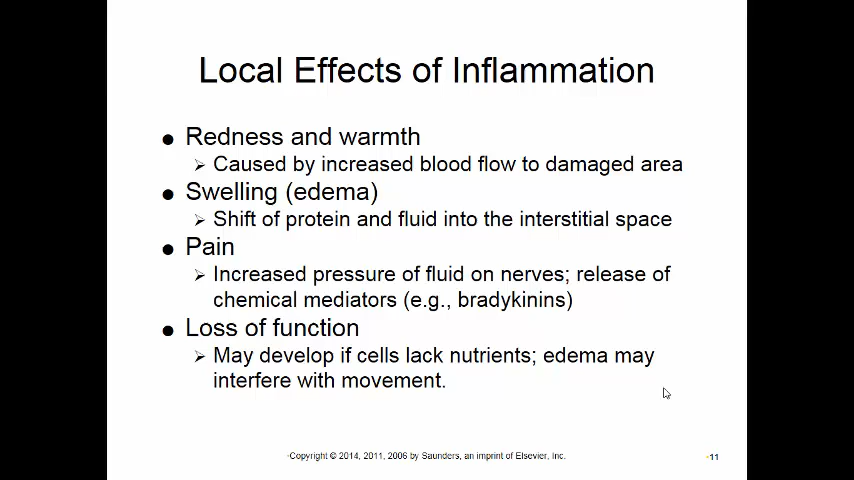 Local Effects of Inflammation
● Redness and warmth
➢ Caused by increased blood flow to damaged area
● Swelling (edema)
➢ Shift of protein and fluid into the interstitial space
● Pain
➢ Increased pressure of fluid on nerves; release of
chemical mediators (e.g., bradykinins)
● Loss of function
➢ May develop if cells lack nutrients; edema may
interfere with movement.
•Copyright © 2014, 2011, 2006 by Saunders, an imprint of Elsevier, Inc.
•11